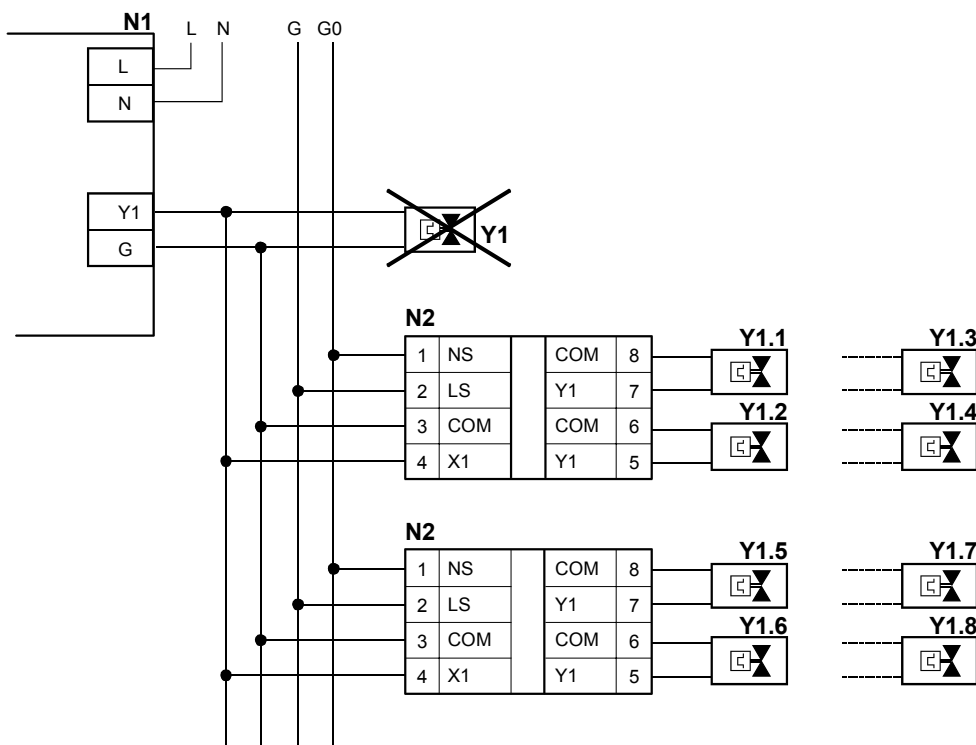 N1 L N G G0
L
N
Y1
G
Y1
N2
1 NS COM 8
2 LS Y1 7
3 COM COM 6
4 X1 Y1 5
Y1.1 Y1.3
Y1.2 Y1.4
N2
1 NS COM 8
2 LS Y1 7
3 COM COM 6
4 X1 Y1 5
Y1.5 Y1.7
Y1.6 Y1.8